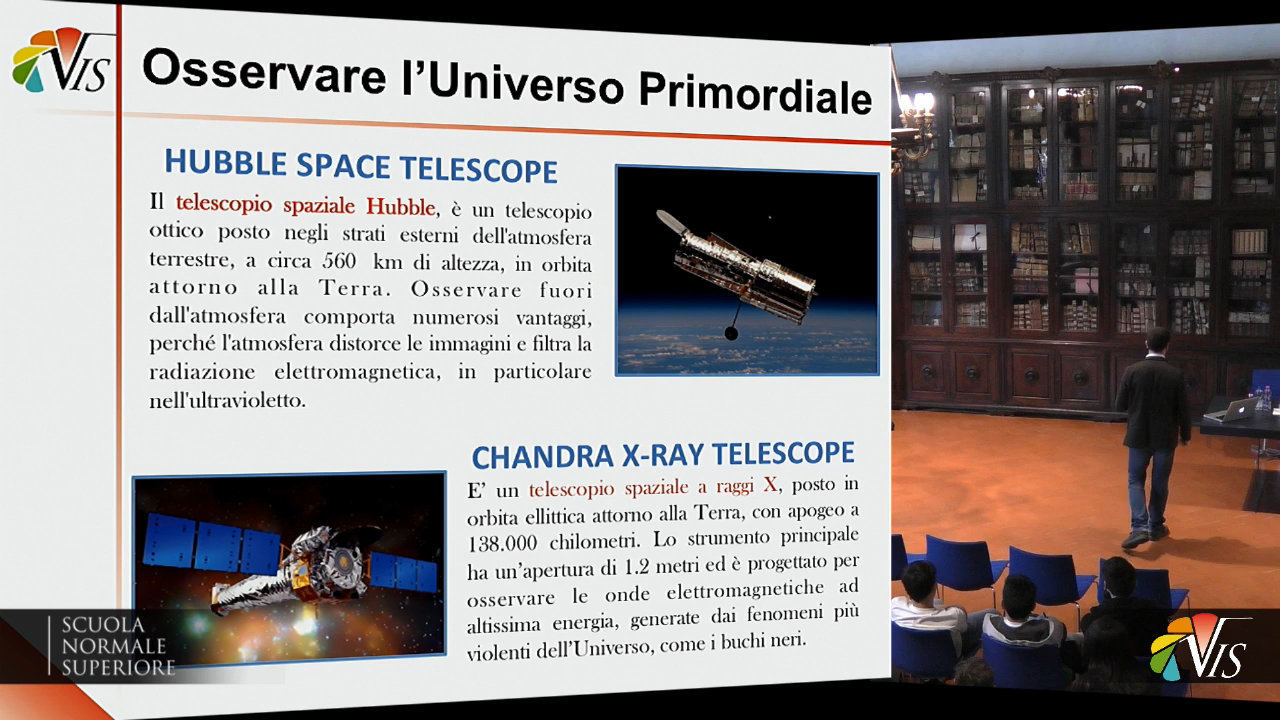 VIS
Osservare l'Universo Primordiale
HUBBLE SPACE TELESCOPE
Il telescopio spaziale Hubble, è un telescopio
ottico posto negli strati esterni dell'atmosfera
terrestre, a circa 560 km di altezza, in orbita
attorno alla Terra. Osservare fuori
dall'atmosfera comporta numerosi vantaggi,
perché l'atmosfera distorce le immagini e filtra la
radiazione elettromagnetica, in particolare
nell'ultravioletto.
CHANDRA X-RAY TELESCOPE
E’ un telescopio spaziale a raggi X, posto in
orbita ellittica attorno alla Terra, con apogeo a
138.000 chilometri. Lo strumento principale
ha un’apertura di 1.2 metri ed è progettato per
osservare le onde elettromagnetiche ad
altissima energia, generate dai fenomeni più
violenti dell’Universo, come i buchi neri.
SCUOLA
NORMALE
SUPERIORE
VIS